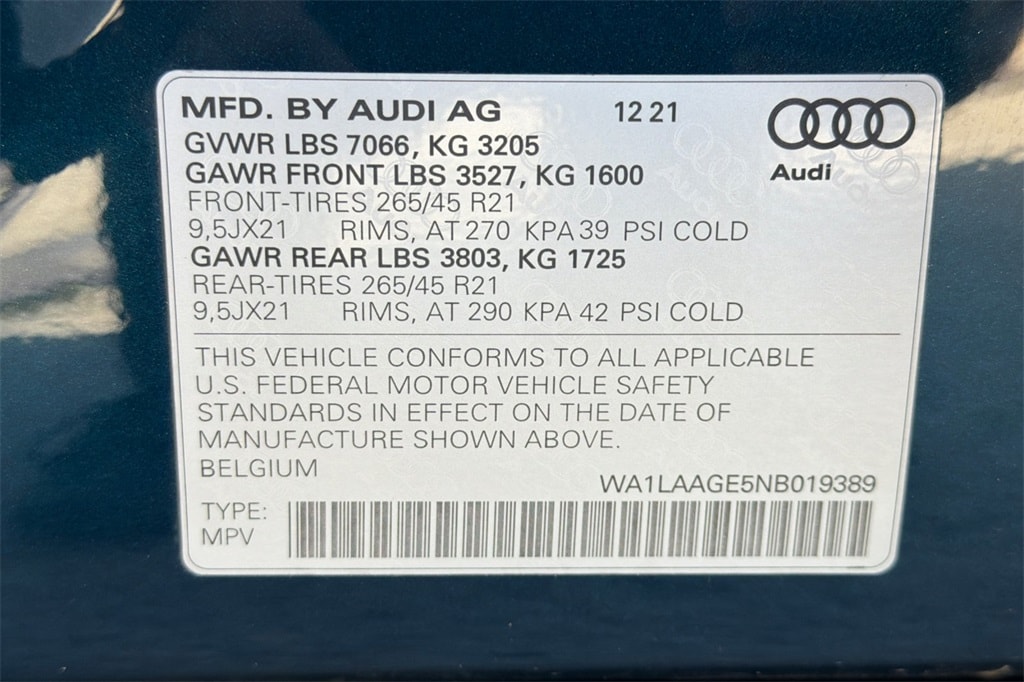 MFD. BY AUDI AG 12 21
GVWR LBS 7066, KG 3205
GAWR FRONT LBS 3527, KG 1600
Audi
FRONT-TIRES 265/45 R21
9,5JX21 RIMS, AT 270 KPA 39 PSI COLD
GAWR REAR LBS 3803, KG 1725
REAR-TIRES 265/45 R21
9,5JX21 RIMS, AT 290 KPA 42 PSI COLD
THIS VEHICLE CONFORMS TO ALL APPLICABLE
U.S. FEDERAL MOTOR VEHICLE SAFETY
STANDARDS IN EFFECT ON THE DATE OF
MANUFACTURE SHOWN ABOVE.
BELGIUM
WA1LAAGE5NB019389
TYPE:
MPV